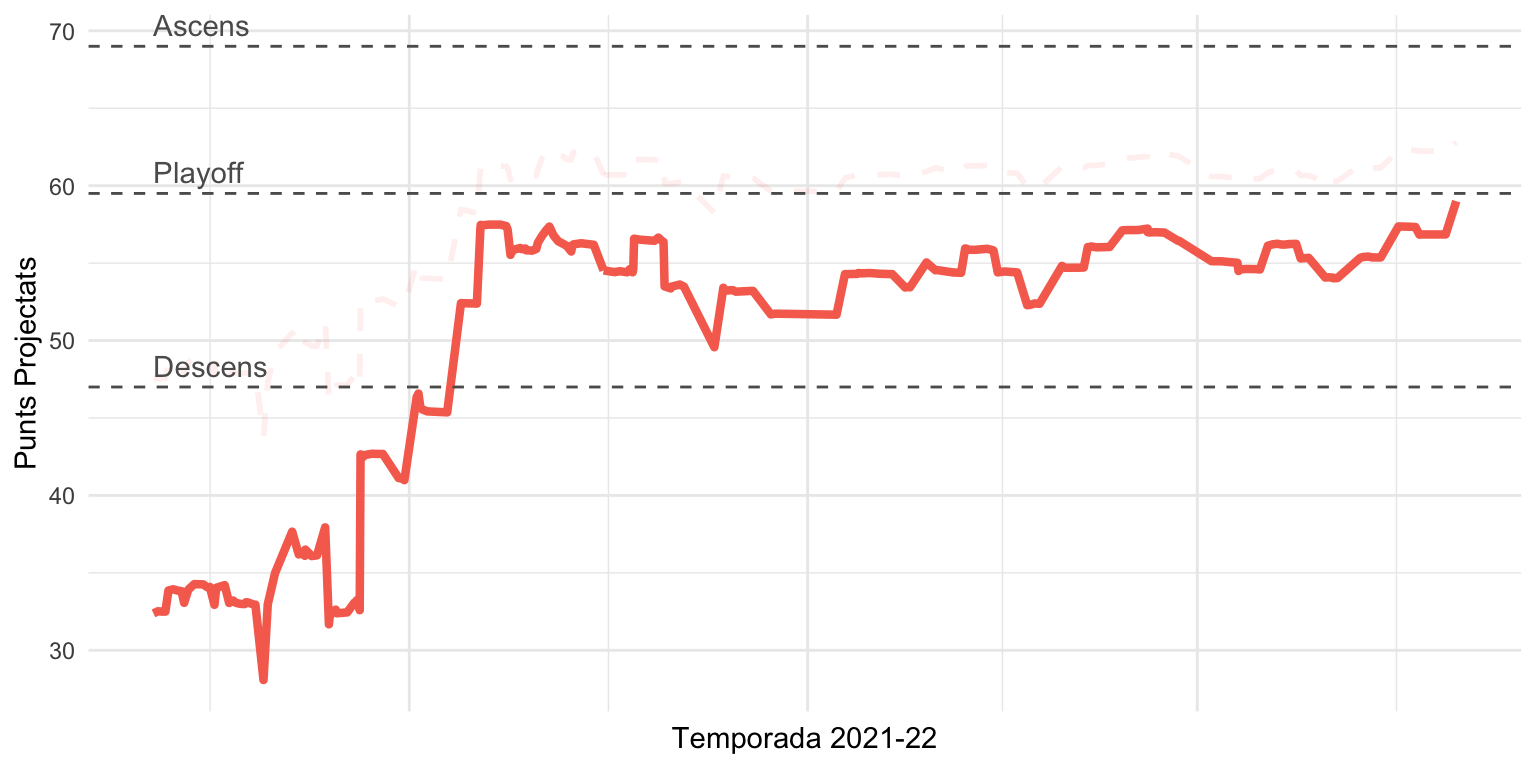 70
Ascens
Playoff
60
50
Descens
40
30
Punts Projectats
Temporada 2021-22